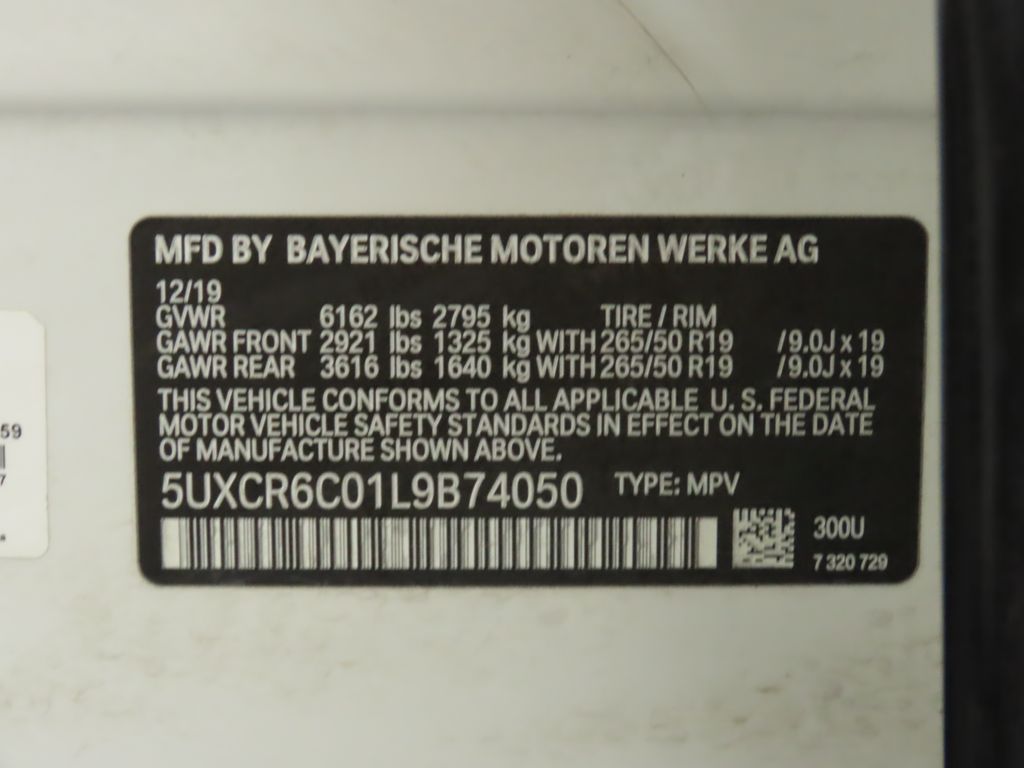 MFD BY BAYERISCHE MOTOREN WERKE AG
12/19
GVWR 6162 lbs 2795 kg TIRE / RIM
GAWR FRONT 2921 lbs 1325 kg WITH 265/50 R19 /9.0J x 19
GAWR REAR 3616 lbs 1640 kg WITH 265/50 R19 /9.0J x 19
THIS VEHICLE CONFORMS TO ALL APPLICABLE U. S. FEDERAL
MOTOR VEHICLE SAFETY STANDARDS IN EFFECT ON THE DATE
OF MANUFACTURE SHOWN ABOVE.
5UXCR6C01L9B74050 TYPE: MPV
300U
7 320 729
59
7